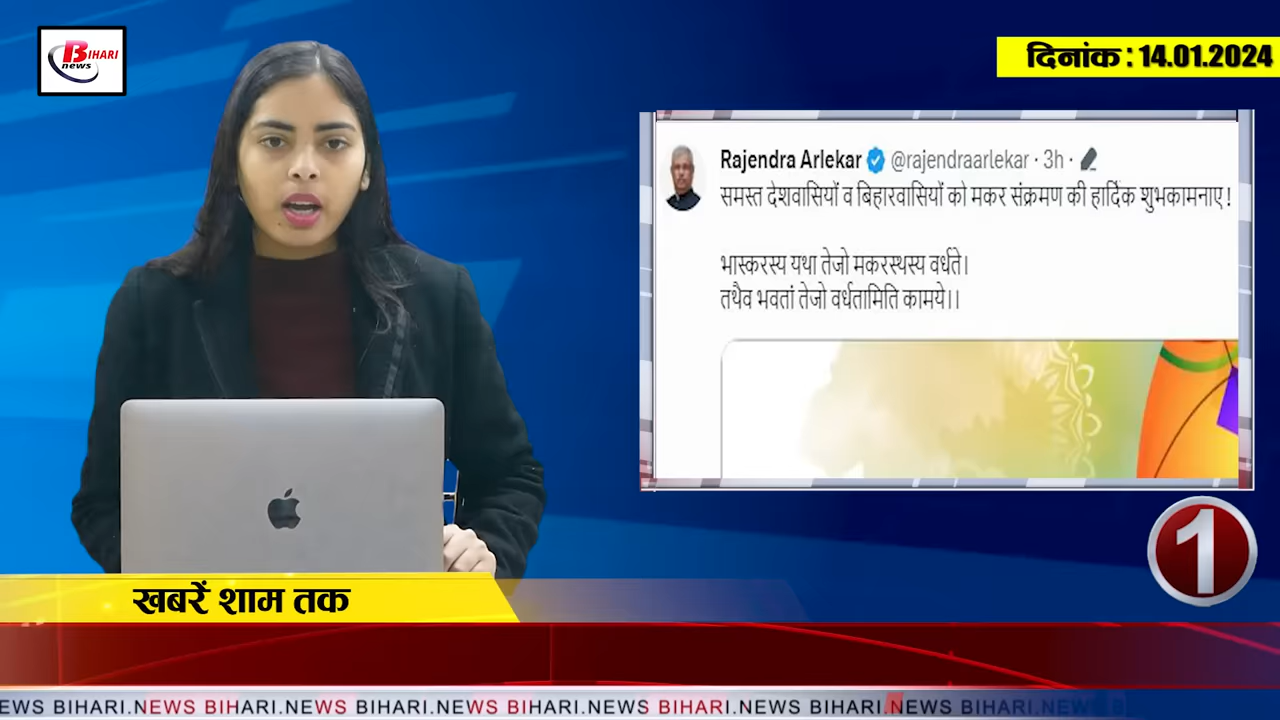 BIHARI
news
दिनांक : 14.01.2024
Rajendra Arlekar @rajendraarlekar · 3h ·
समस्त देशवासियों व बिहारवासियों को मकर संक्रमण की हार्दिक शुभकामनाए!
भास्करस्य यथा तेजो मकरस्थस्य वर्धते।
तथैव भवतां तेजो वर्धतामिति कामये।।
1
खबरें शाम तक
EWS BIHARI.NEWS BIHARI.NEWS BIHARI.NEWS BIHARI.NEWS BIHARI.NEWS BIHARI.NEWS BIHARI.NEWS B